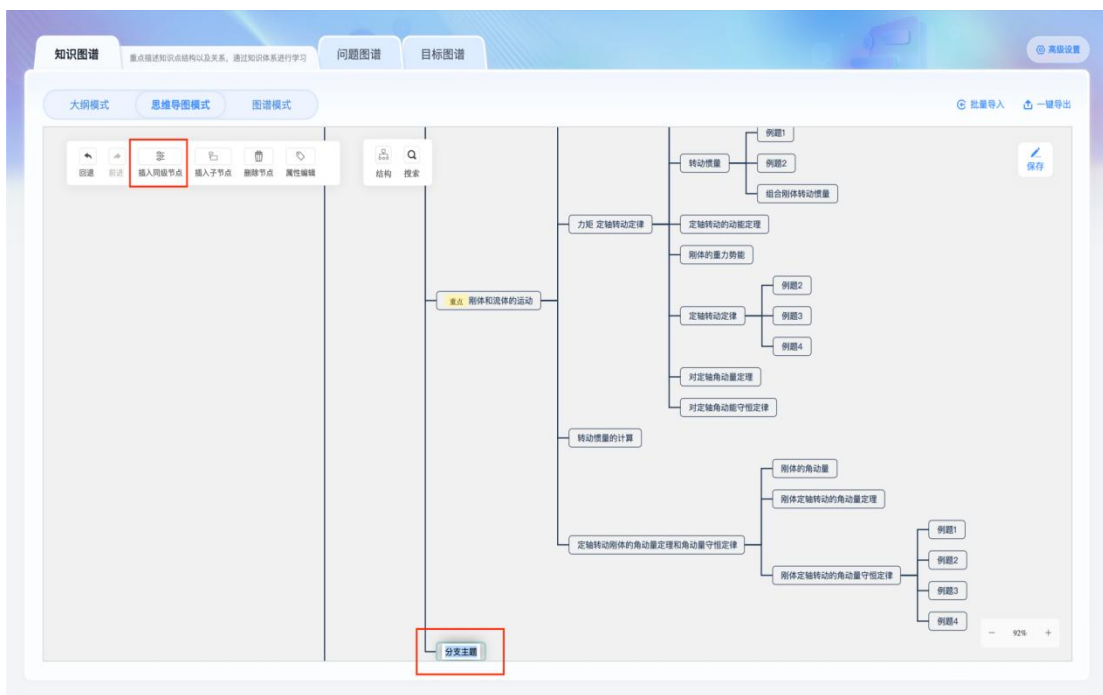 知识图谱
重点描述知识点结构以及关系，通过知识体系进行学习
问题图谱
目标图谱
高级设置
大纲模式
思维导图模式
图谱模式
批量导入
一键导出
回退
前进
插入同级节点
插入子节点
删除节点
属性编辑
结构
搜索
保存
例题1
转动惯量
例题2
组合刚体转动惯量
力矩 定轴转动定律
定轴转动的动能定理
刚体的重力势能
例题2
重点 刚体和流体的运动
定轴转动定律
例题3
例题4
对定轴角动量定理
对定轴角动能守恒定律
转动惯量的计算
刚体的角动量
刚体定轴转动的角动量定理
例题1
定轴转动刚体的角动量定理和角动量守恒定律
例题2
刚体定轴转动的角动量守恒定律
例题3
例题4
- 92% +
分支主题